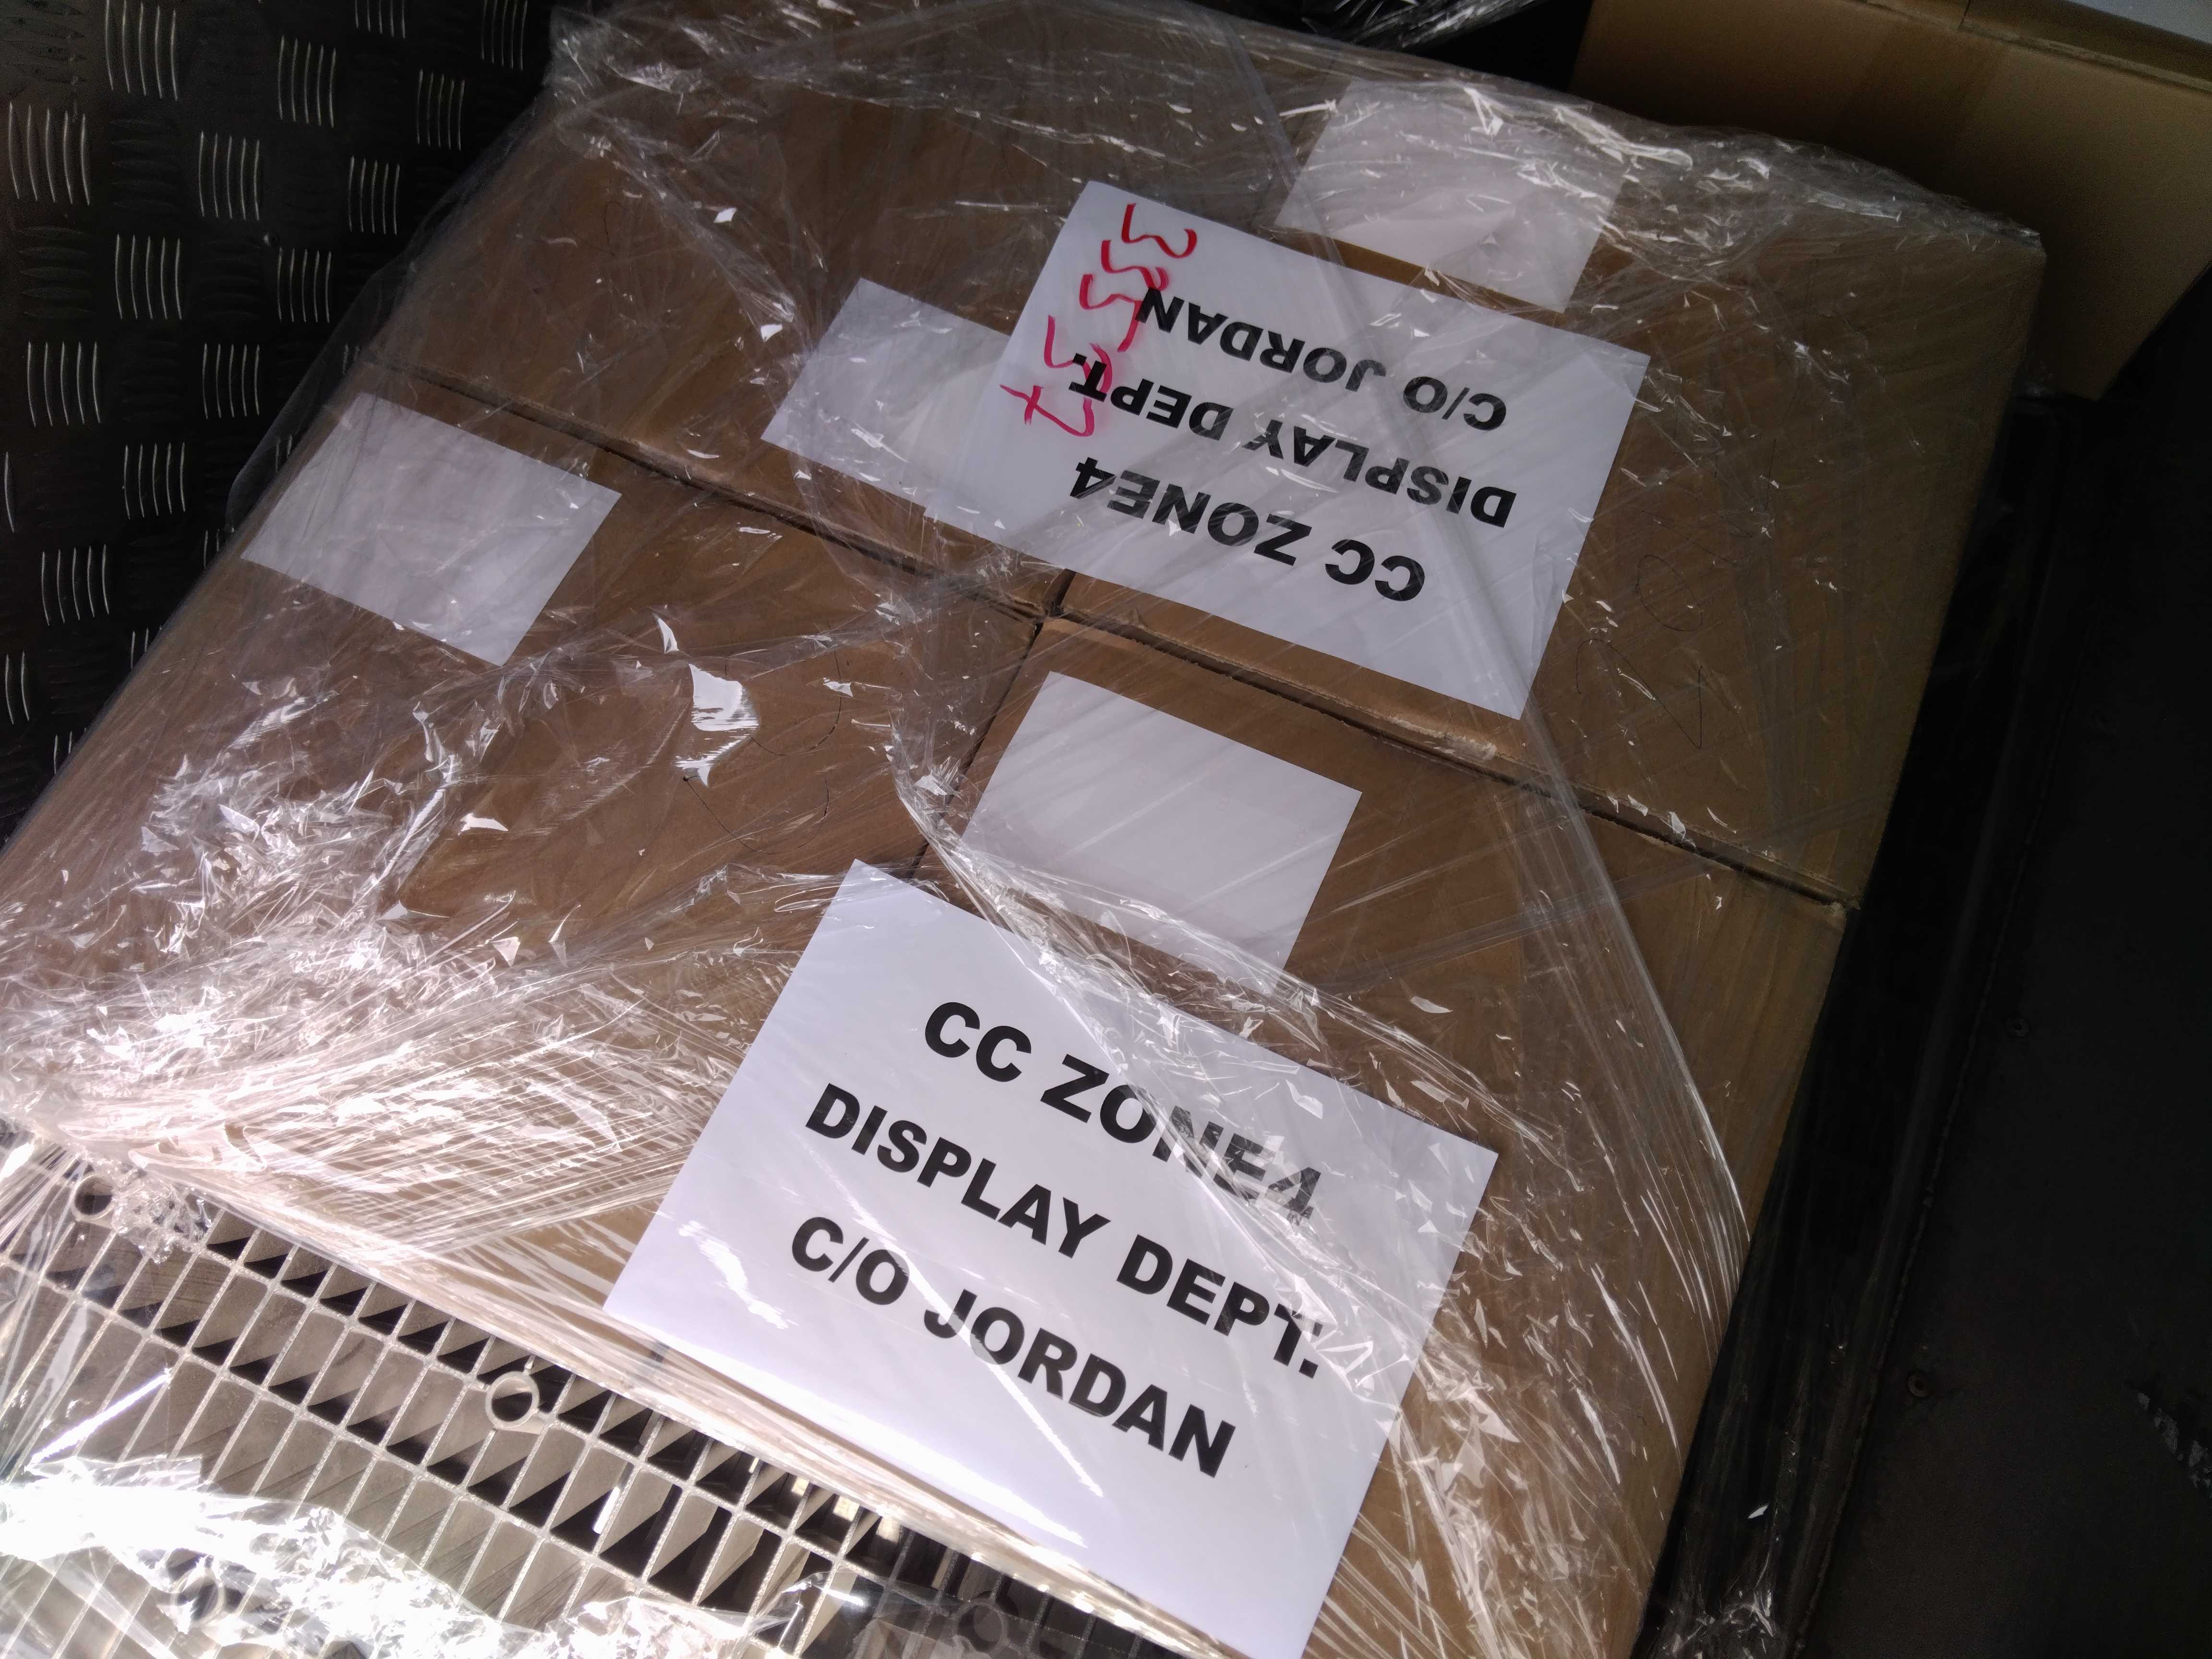 CC ZONE4
DISPLAY DEPT.
C/O JORDAN
CC ZONE4
DISPLAY DEPT.
C/O JORDAN